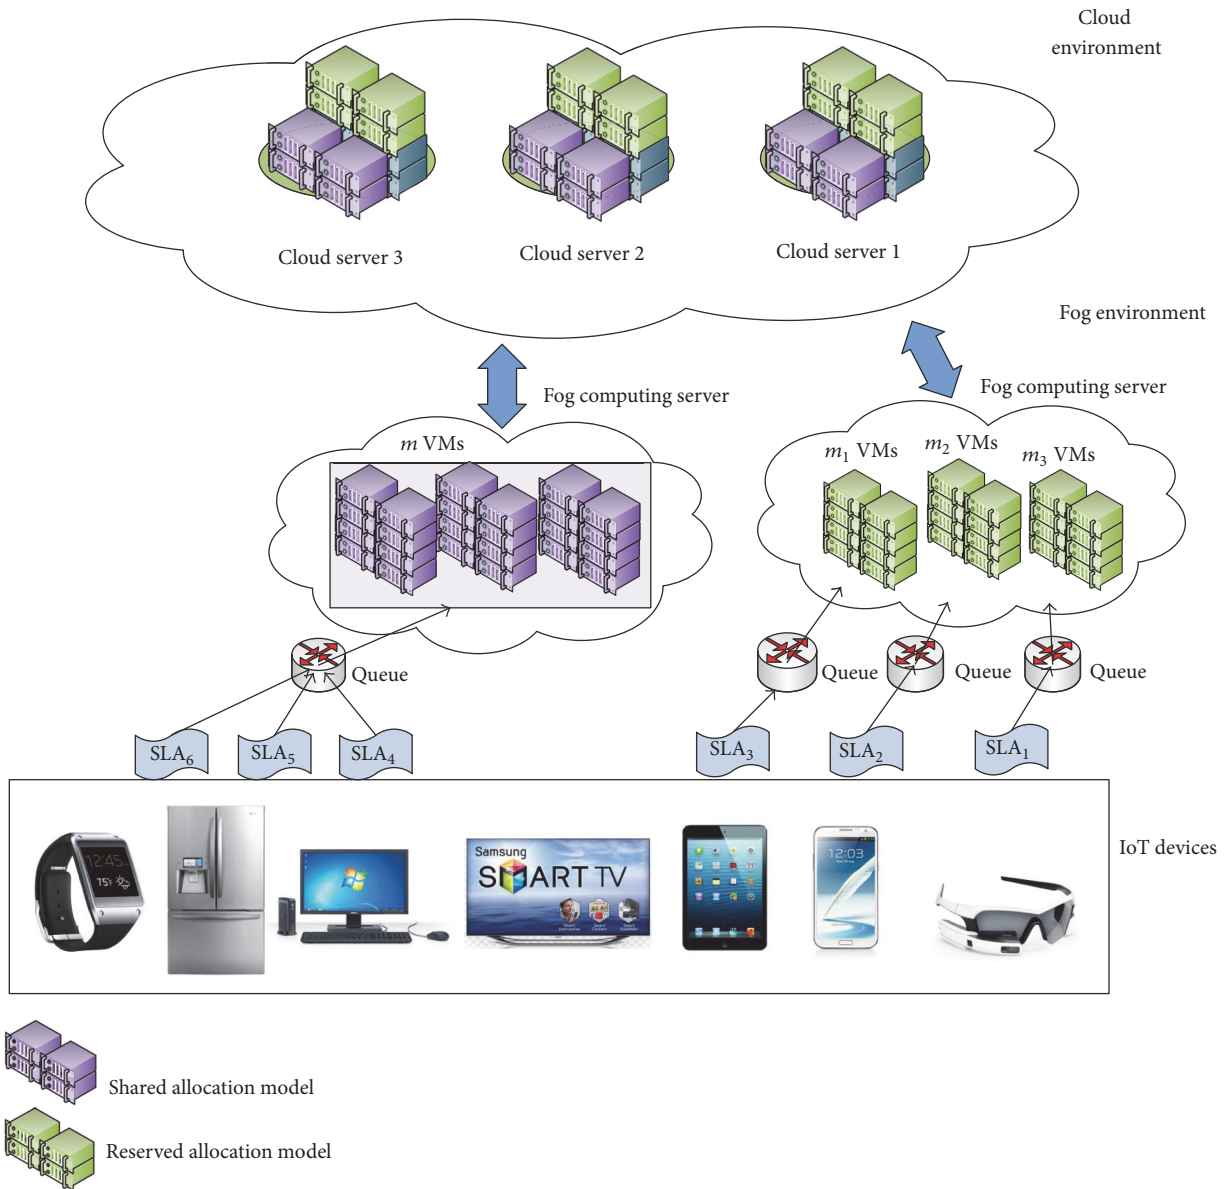 Cloud
environment
Cloud server 3
Cloud server 2
Cloud server 1
Fog environment
Fog computing server
Fog computing server
m VMs
m₁ VMs
m₂ VMs
m₃ VMs
Queue
Queue
Queue
Queue
SLA₆
SLA₅
SLA₄
SLA₃
SLA₂
SLA₁
IoT devices
12:45
75°F
Samsung
SMART TV
12:03
Shared allocation model
Reserved allocation model